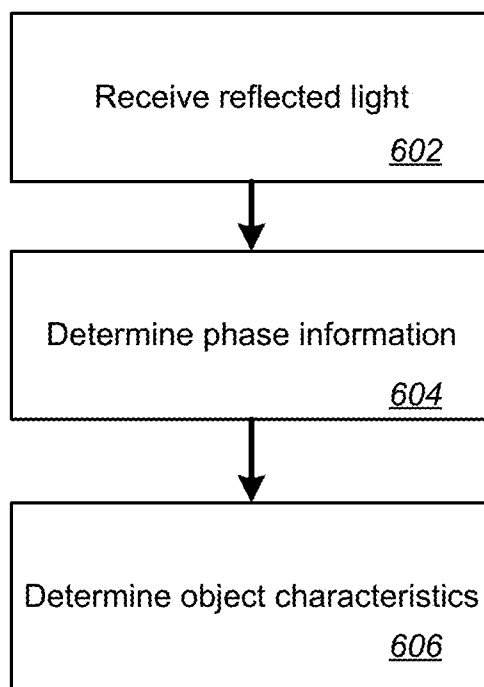 Receive reflected light
602
Determine phase information
604
Determine object characteristics
606